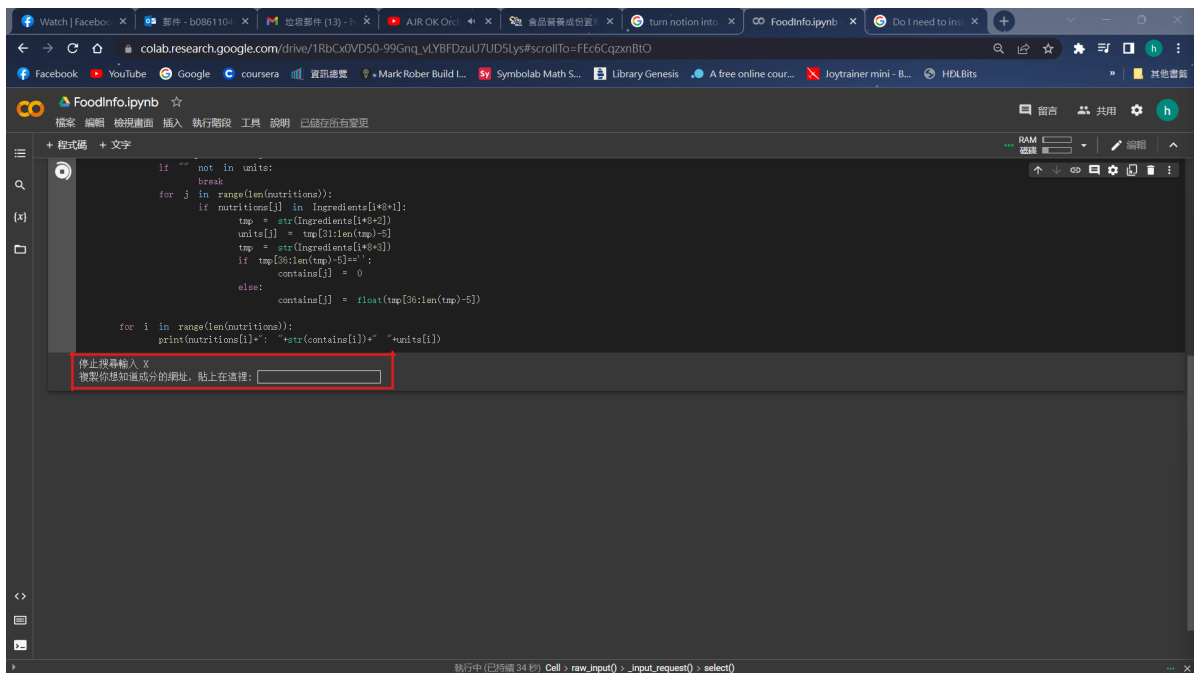 Watch | Faceboo
郵件 - b0861104
垃圾郵件 (13) - h
AJR OK Orch
食品營養成份資
turn notion into
FoodInfo.ipynb
Do I need to inst
colab.research.google.com/drive/1RbCx0VD50-99Gnq_vLYBFDzuU7UD5Lys#scrollTo=FEc6CqzxnBtO
Facebook YouTube Google coursera 資訊總覽 Mark Rober Build I... Symbolab Math S... Library Genesis A free online cour... Joytrainer mini - B... HDLBits » 其他書籤
FoodInfo.ipynb
檔案 編輯 檢視畫面 插入 執行階段 工具 說明 已儲存所有變更
留言 共用 h
+ 程式碼 + 文字
RAM
磁碟
編輯
if "" not in units:
break
for j in range(len(nutritions)):
if nutritions[j] in Ingredients[i*8+1]:
tmp = str(Ingredients[i*8+2])
units[j] = tmp[31:len(tmp)-5]
tmp = str(Ingredients[i*8+3])
if tmp[36:len(tmp)-5]=='':
contains[j] = 0
else:
contains[j] = float(tmp[36:len(tmp)-5])
for i in range(len(nutritions)):
print(nutritions[i]+": "+str(contains[i])+" "+units[i])
停止搜尋輸入 X
複製你想知道成分的網址，貼上在這裡:
執行中 (已持續 34 秒) Cell > raw_input() > _input_request() > select()